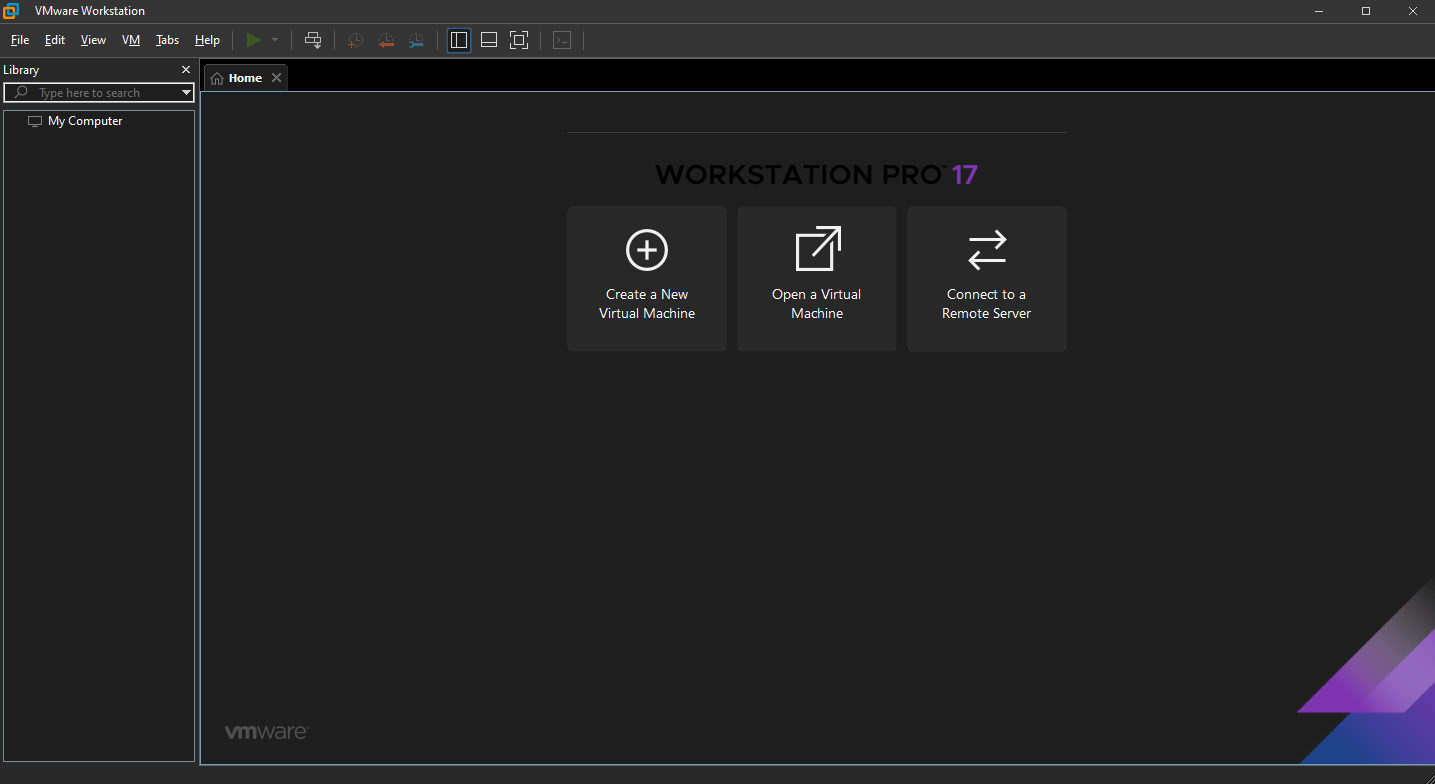 VMware Workstation
File Edit View VM Tabs Help
Library
Home
Type here to search
My Computer
WORKSTATION PRO™ 17
Create a New
Virtual Machine
Open a Virtual
Machine
Connect to a
Remote Server
vmware